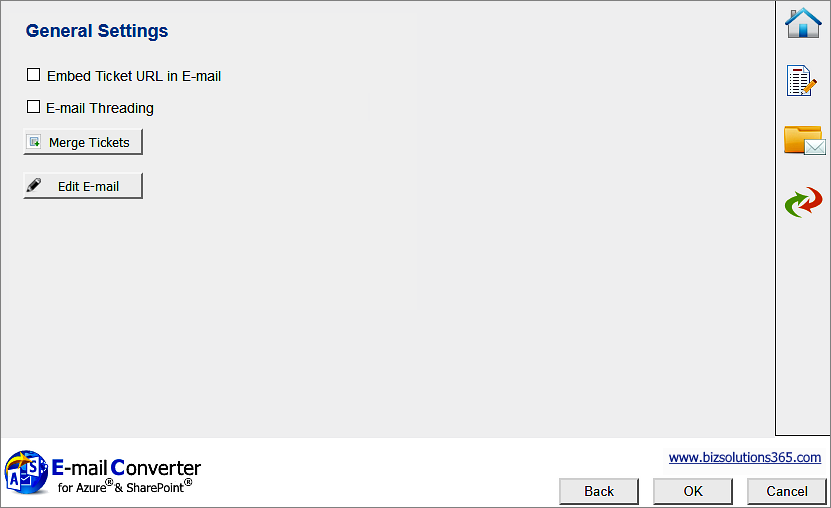 General Settings
Embed Ticket URL in E-mail
E-mail Threading
Merge Tickets
Edit E-mail
A S
E-mail Converter
for Azure® & SharePoint®
www.bizsolutions365.com
Back OK Cancel